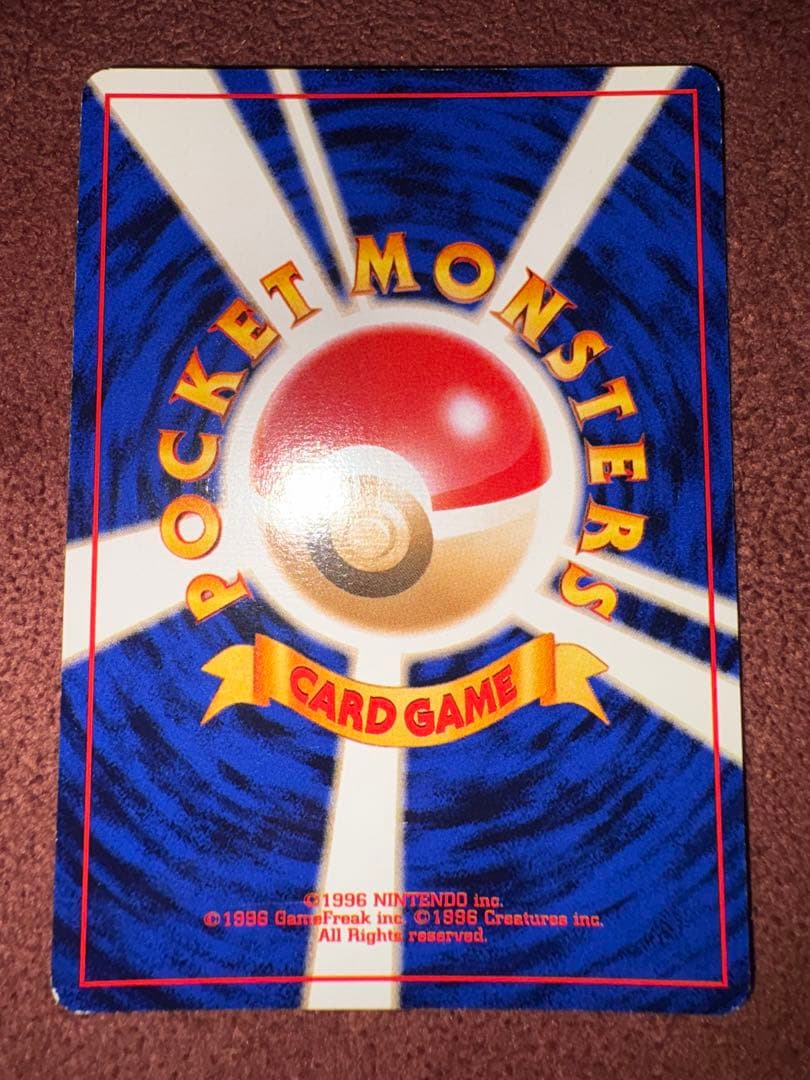 POCKET MONSTERS
CARD GAME
©1996 NINTENDO inc.
©1996 GameFreak inc. ©1996 Creatures inc.
All Rights reserved.